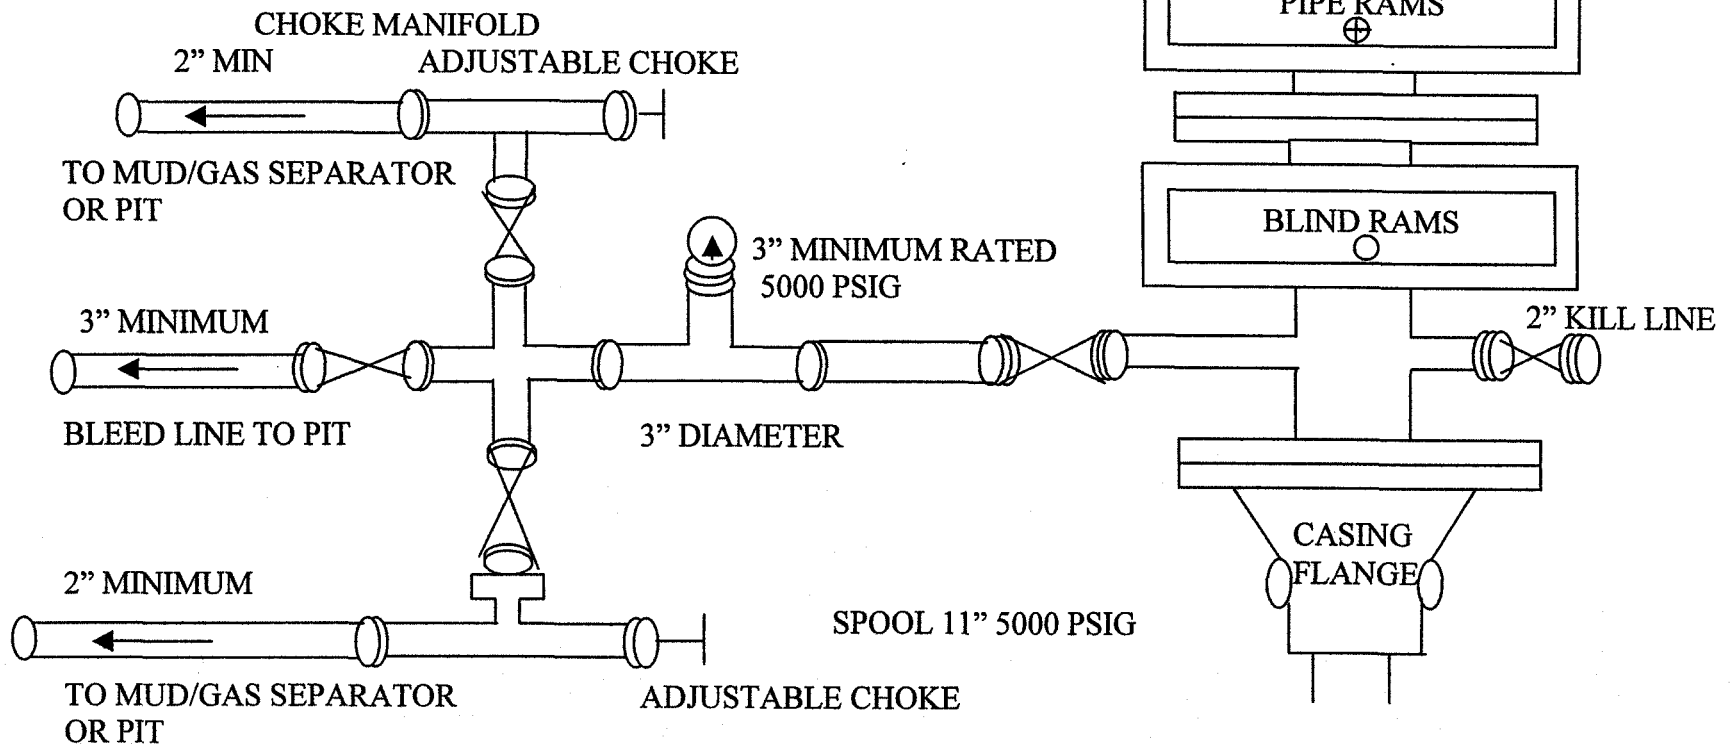 PIPE RAMS
CHOKE MANIFOLD
2” MIN
ADJUSTABLE CHOKE
TO MUD/GAS SEPARATOR
OR PIT
BLIND RAMS
3” MINIMUM RATED
5000 PSIG
3” MINIMUM
2” KILL LINE
BLEED LINE TO PIT
3” DIAMETER
CASING
FLANGE
2” MINIMUM
SPOOL 11” 5000 PSIG
TO MUD/GAS SEPARATOR
OR PIT
ADJUSTABLE CHOKE